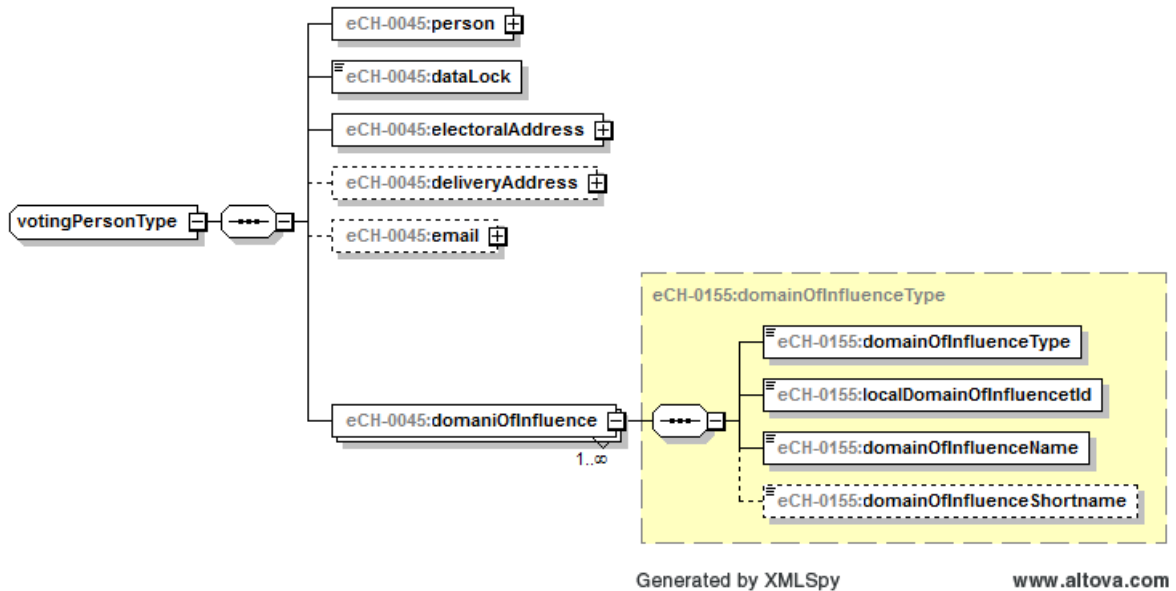 eCH-0045:person
eCH-0045:dataLock
eCH-0045:electoralAddress
eCH-0045:deliveryAddress
votingPersonType
eCH-0045:email
eCH-0155:domainOfInfluenceType
eCH-0155:domainOfInfluenceType
eCH-0155:localDomainOfInfluencetId
eCH-0045:domaniOfInfluence
eCH-0155:domainOfInfluenceName
1..∞
eCH-0155:domainOfInfluenceShortname
Generated by XMLSpy www.altova.com